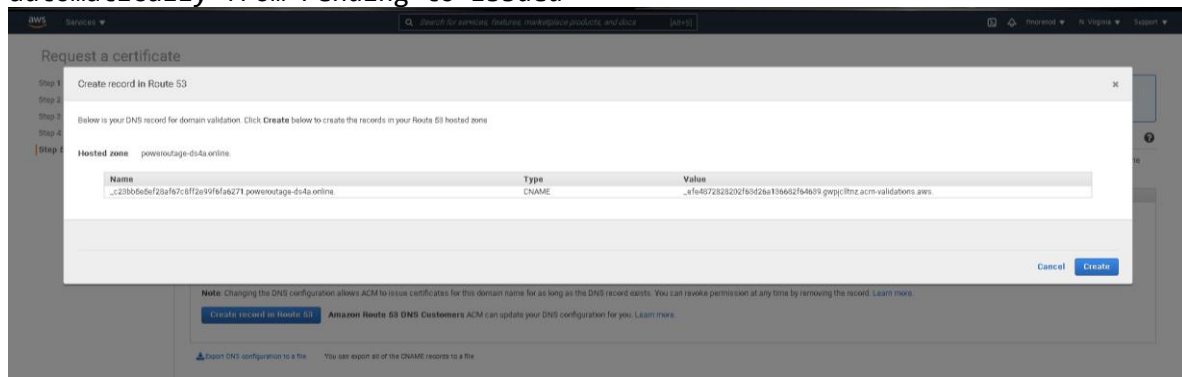 aws Services Search for services, features, marketplace products, and docs [Alt+S] N. Virginia Support
Request a certificate
Step 1
Step 2
Step 3
Step 4
Step
Create record in Route 53
Below is your DNS record for domain validation. Click Create below to create the records in your Route 53 hosted zone
Hosted zone poweroutage-ds4a.online.
Name Type Value
CNAME
Cancel Create
Note: Changing the DNS configuration allows ACM to issue certificates for this domain name for as long as the DNS record exists. You can revoke permission at any time by removing the record. Learn more.
Create record in Route 53 Amazon Route 53 DNS Customers ACM can update your DNS configuration for you. Learn more.
Export DNS configuration to a file You can export all of the CNAME records to a file